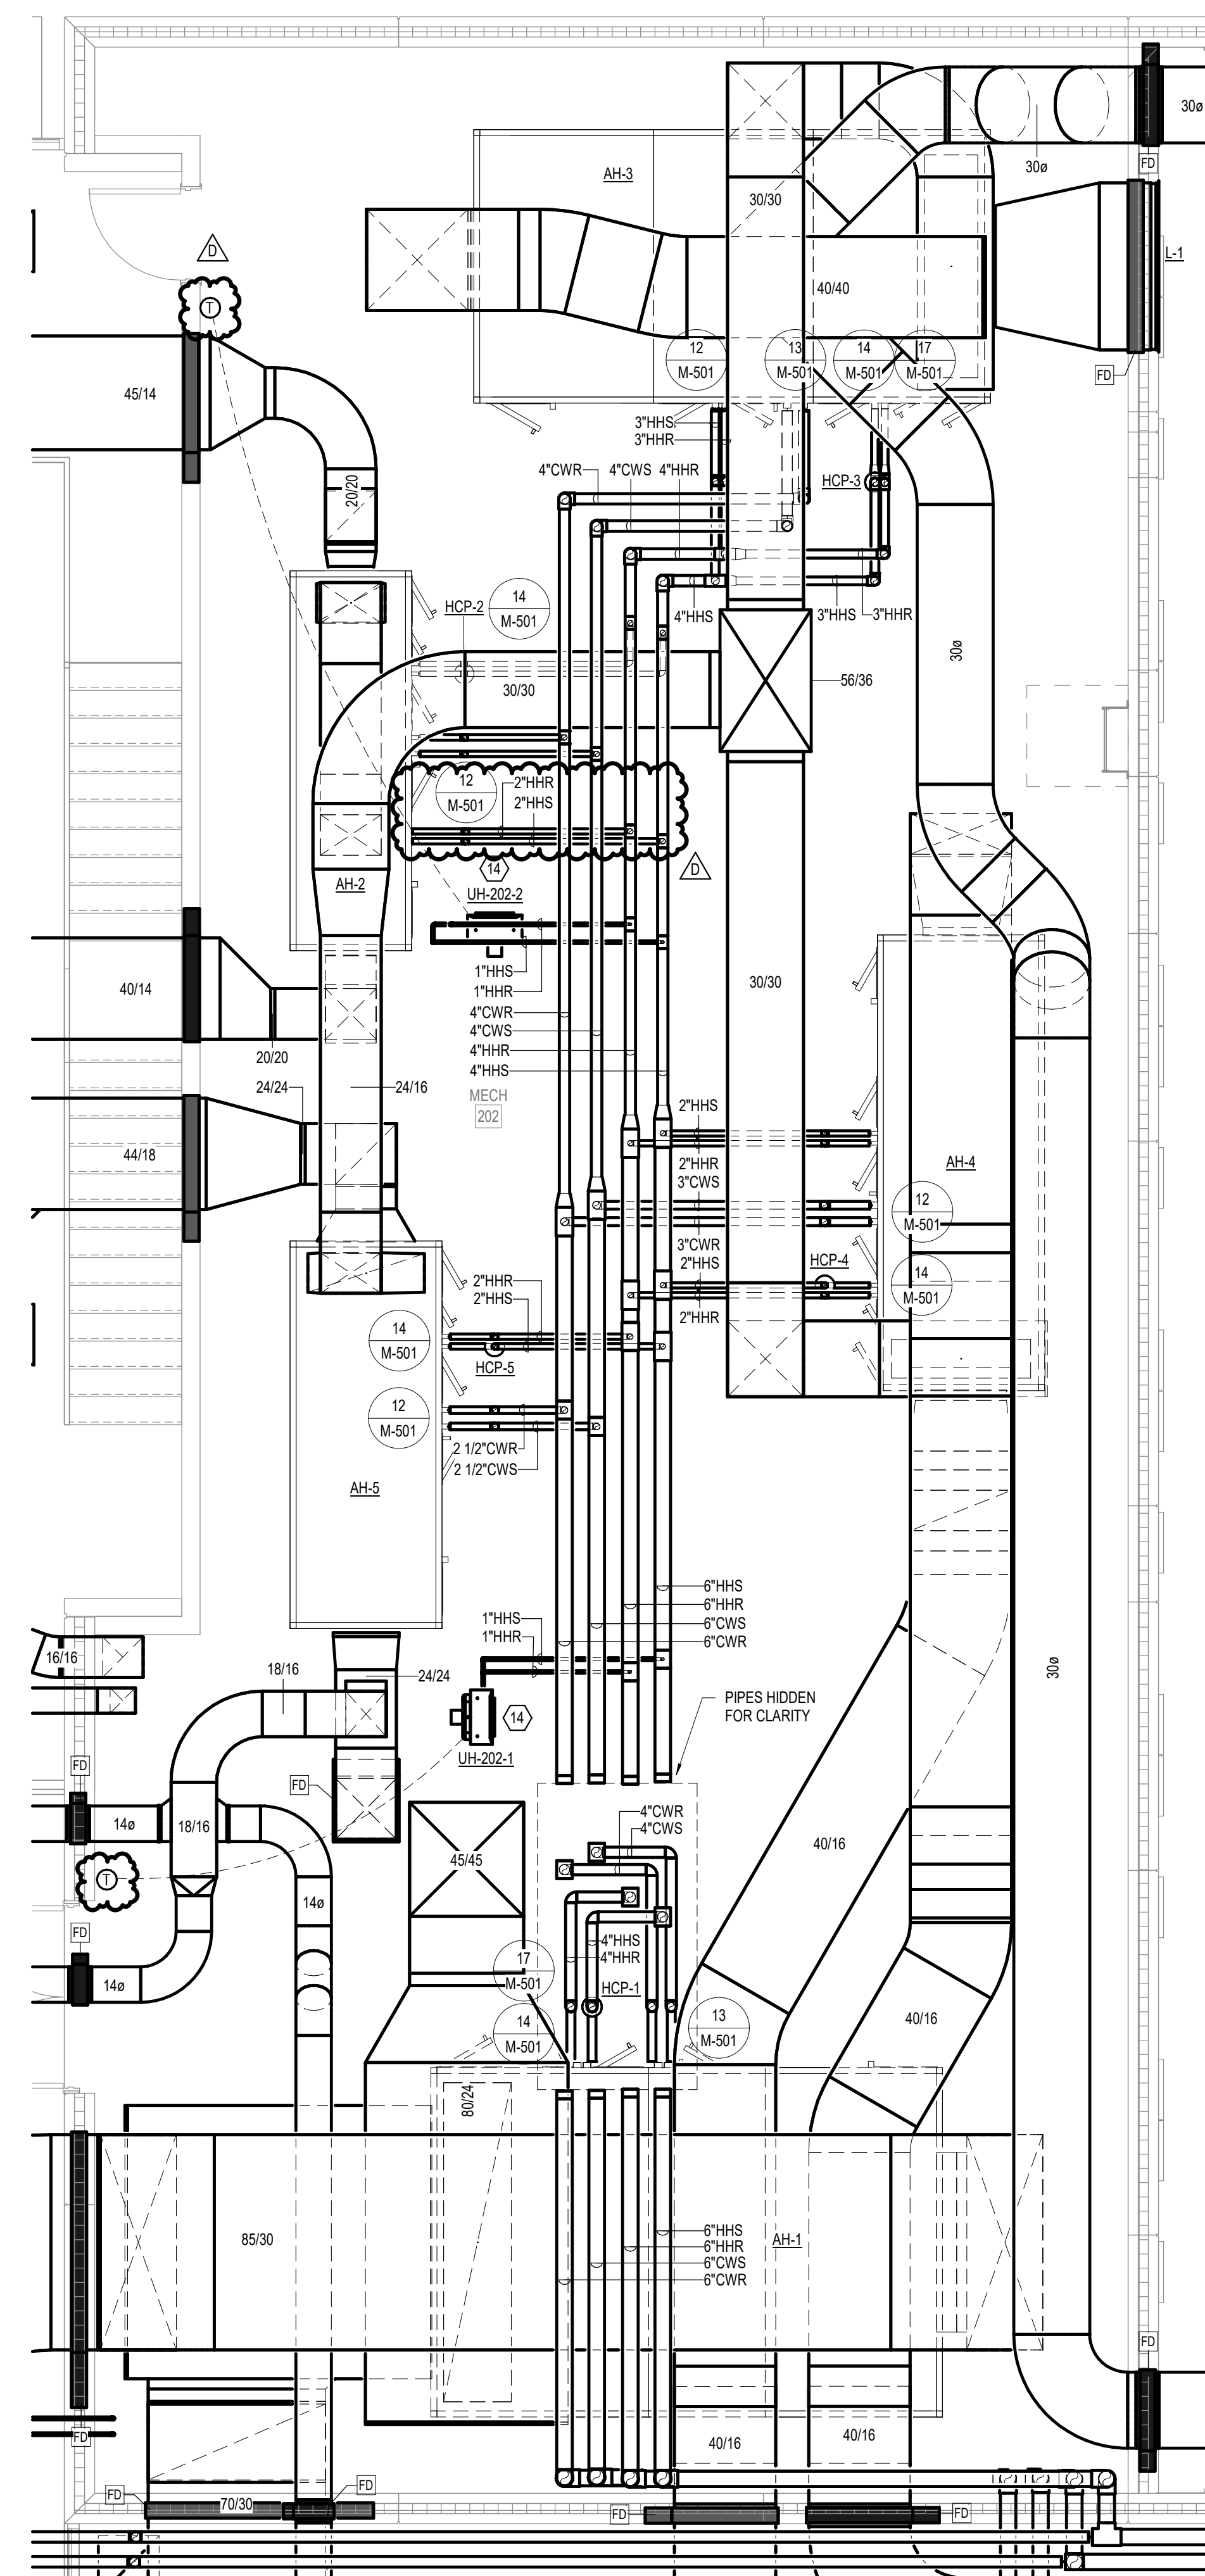 30ø
FD
30ø
AH-3
30/30
D
L-1
T
40/40
12
M-501
13
M-501
14
M-501
17
M-501
FD
45/14
3"HHS
3"HHR
4"CWR
4"CWS
4"HHR
HCP-3
20/20
HCP-2
14
M-501
4"HHS
3"HHS
3"HHR
30ø
30/30
56/36
12
M-501
2"HHR
2"HHS
14
D
AH-2
UH-202-2
1"HHS
1"HHR
40/14
30/30
4"CWR
4"CWS
4"HHR
4"HHS
20/20
24/24
24/16
MECH
202
2"HHS
44/18
2"HHR
3"CWS
AH-4
12
M-501
3"CWR
2"HHS
HCP-4
14
M-501
2"HHR
2"HHS
2"HHR
14
M-501
HCP-5
12
M-501
2 1/2"CWR
2 1/2"CWS
AH-5
6"HHS
6"HHR
6"CWS
6"CWR
1"HHS
1"HHR
16/16
18/16
24/24
30ø
14
PIPES HIDDEN
FOR CLARITY
UH-202-1
FD
FD
4"CWR
4"CWS
14ø
18/16
45/45
40/16
T
14ø
FD
4"HHS
4"HHR
17
M-501
14ø
HCP-1
14
M-501
13
M-501
40/16
80/24
85/30
6"HHS
6"HHR
6"CWS
6"CWR
AH-1
FD
FD
40/16
40/16
FD
FD
70/30
FD
FD